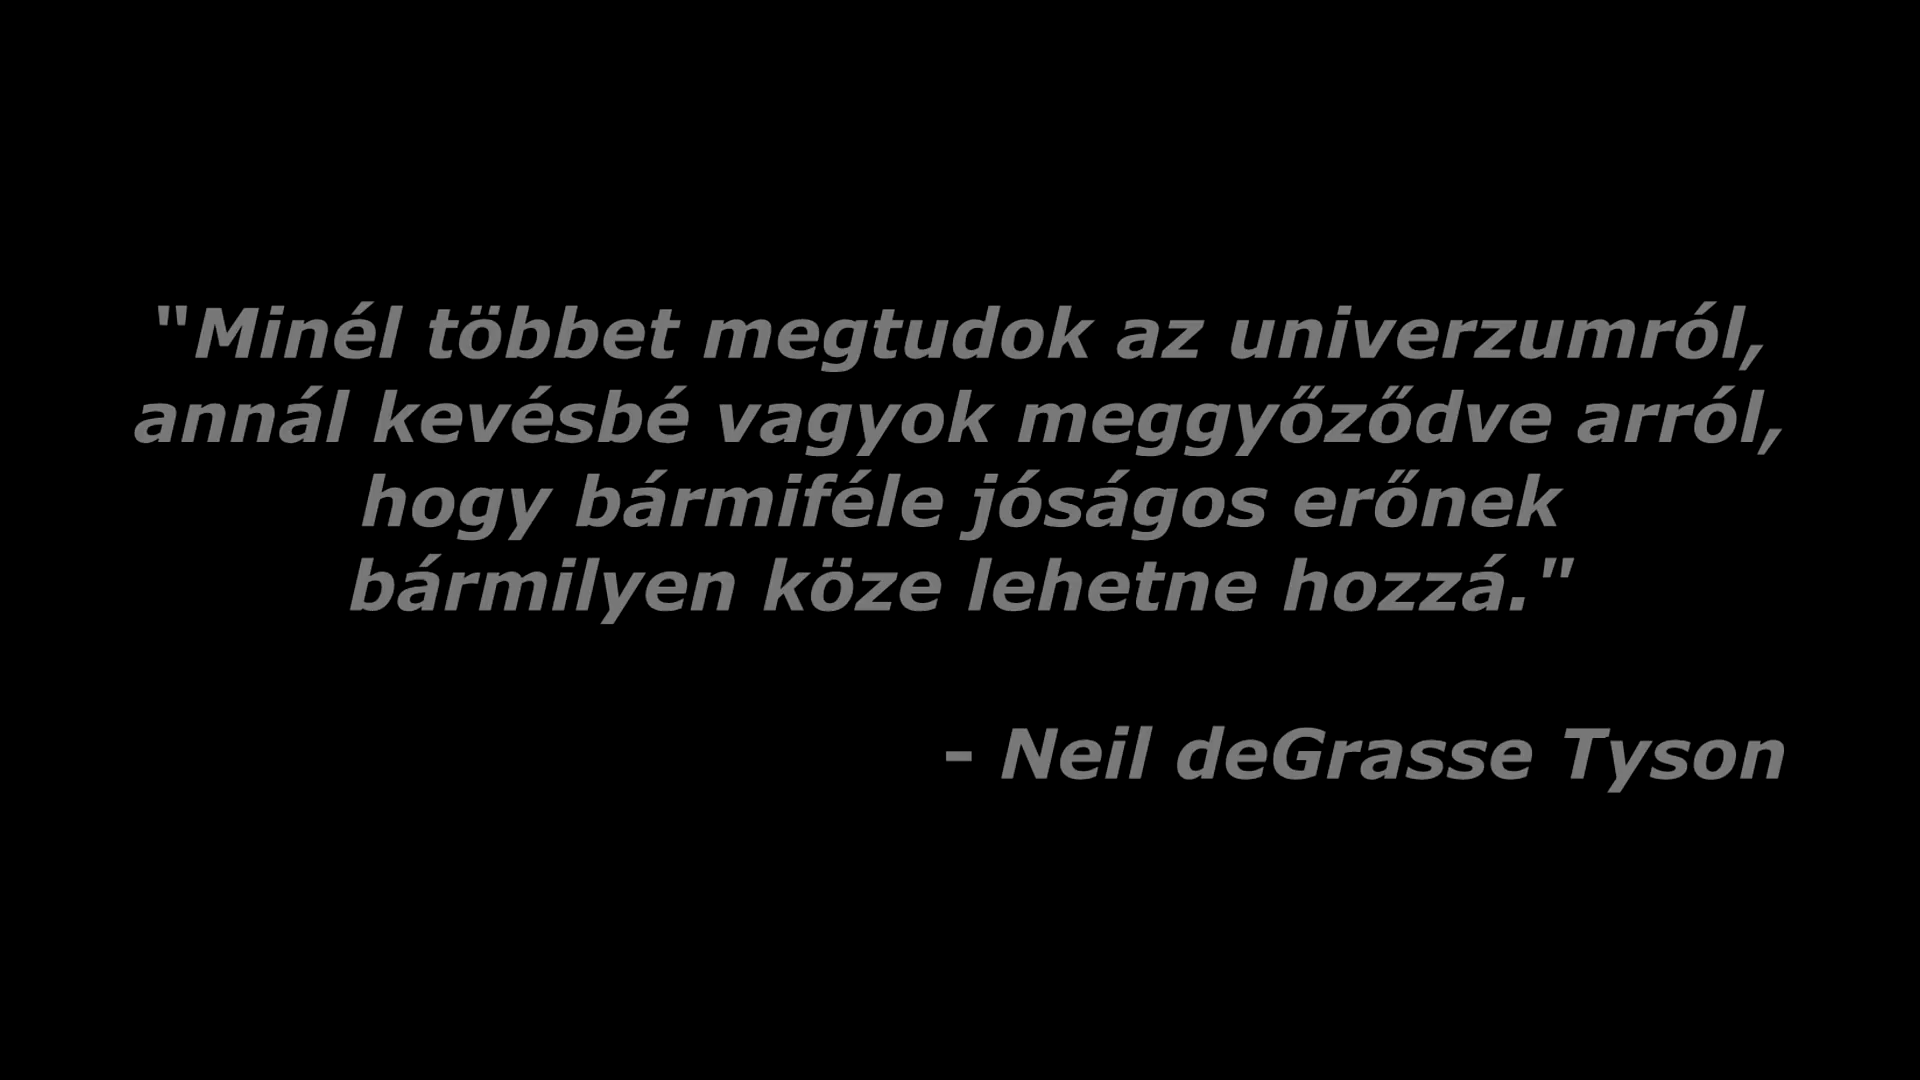 "Minél többet megtudok az univerzumról,
annál kevésbé vagyok meggyőződve arról,
hogy bármiféle jóságos erőnek
bármilyen köze lehetne hozzá."
- Neil deGrasse Tyson